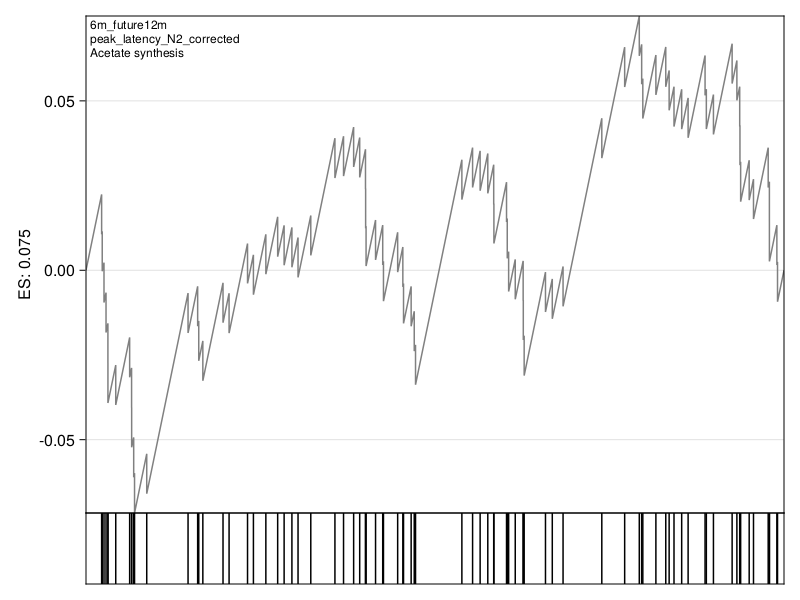 6m_future12m
peak_latency_N2_corrected
Acetate synthesis
0.05
0.00
-0.05
ES: 0.075